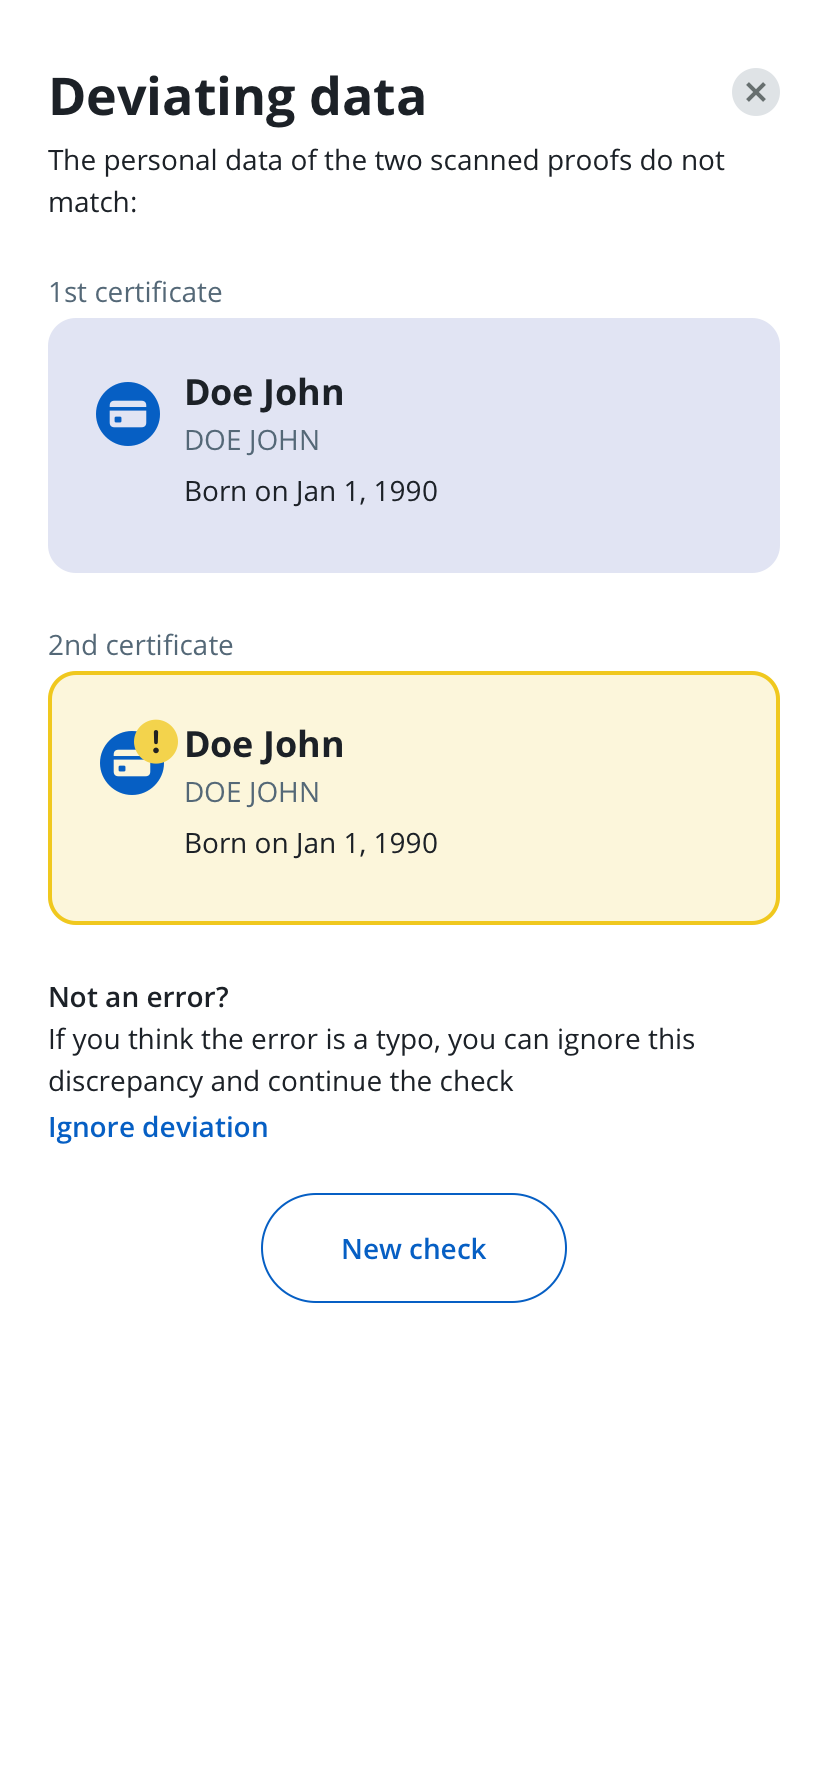 Deviating data
The personal data of the two scanned proofs do not
match:
1st certificate
Doe John
DOE JOHN
Born on Jan 1, 1990
2nd certificate
!
Doe John
DOE JOHN
Born on Jan 1, 1990
Not an error?
If you think the error is a typo, you can ignore this
discrepancy and continue the check
Ignore deviation
New check